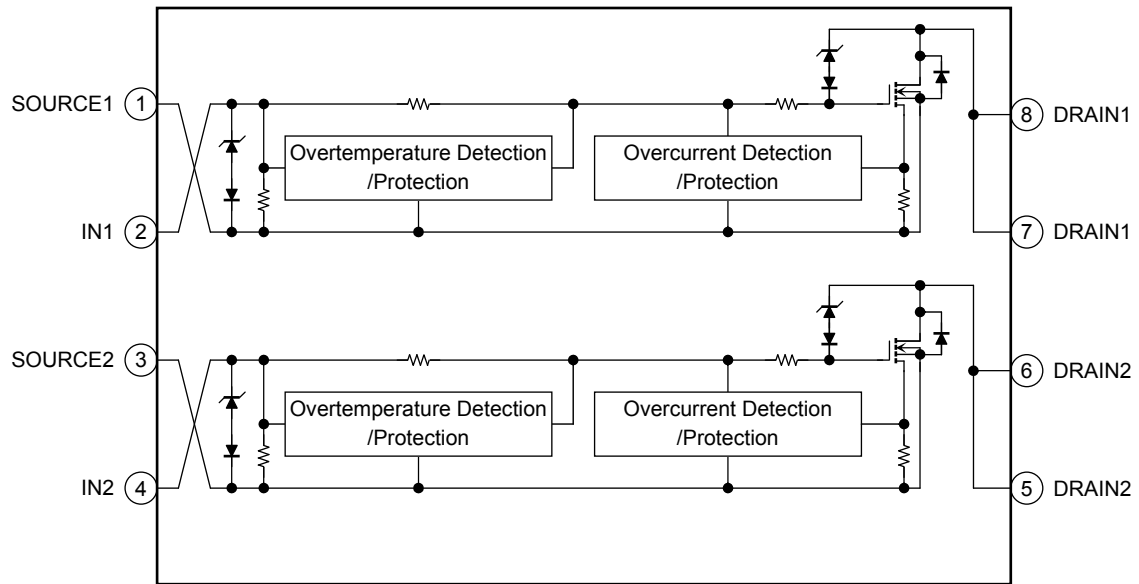 SOURCE1 1
Overtemperature Detection
/Protection
Overcurrent Detection
/Protection
8 DRAIN1
IN1 2
7 DRAIN1
SOURCE2 3
Overtemperature Detection
/Protection
Overcurrent Detection
/Protection
6 DRAIN2
IN2 4
5 DRAIN2